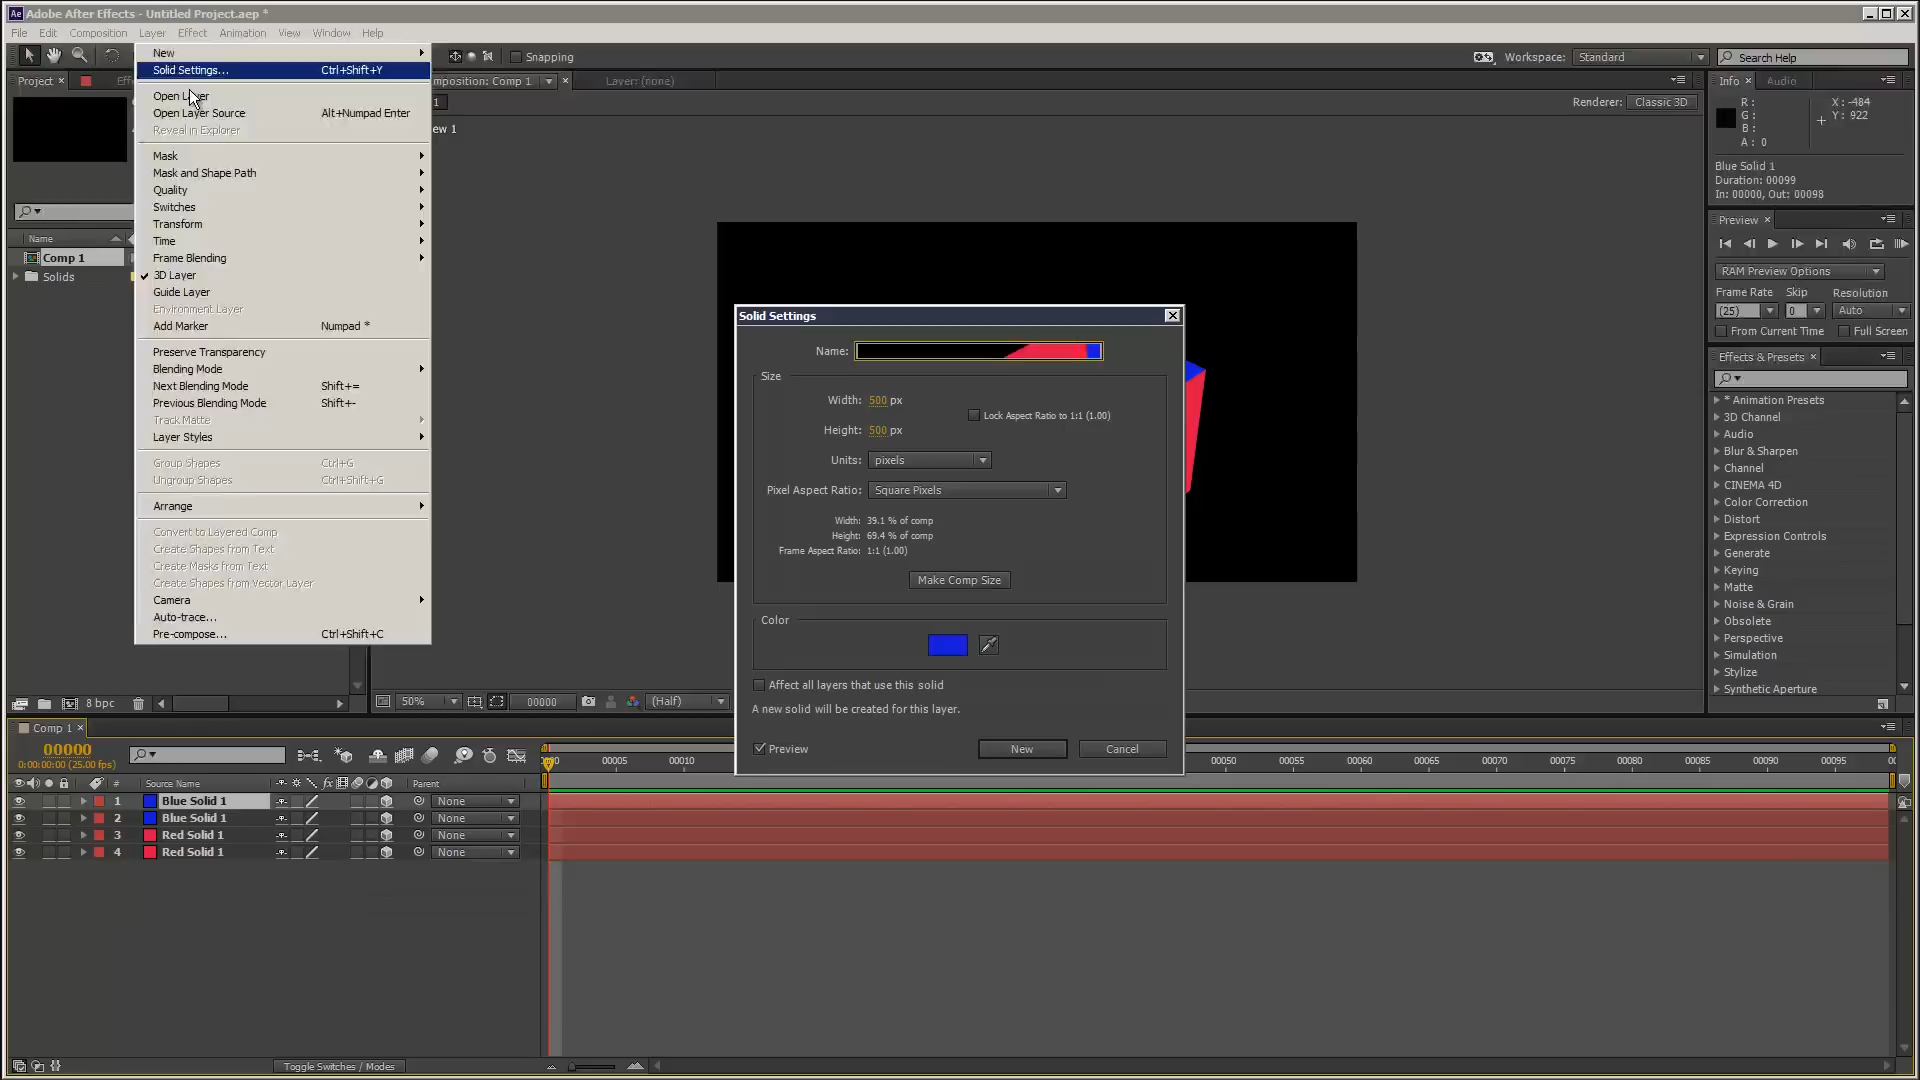 Adobe After Effects - Untitled Project.aep *
File Edit Composition Layer Effect Animation View Window Help
Snapping
Workspace: Standard
Search Help
Project
New
Solid Settings... Ctrl+Shift+Y
Open Layer
Open Layer Source Alt+Numpad Enter
Reveal in Explorer
Mask
Mask and Shape Path
Quality
Switches
Transform
Time
Frame Blending
3D Layer
Guide Layer
Environment Layer
Add Marker Numpad *
Preserve Transparency
Blending Mode
Next Blending Mode Shift+=
Previous Blending Mode Shift+-
Track Matte
Layer Styles
Group Shapes Ctrl+G
Ungroup Shapes Ctrl+Shift+G
Arrange
Convert to Layered Comp
Create Shapes from Text
Create Masks from Text
Create Shapes from Vector Layer
Camera
Auto-trace...
Pre-compose... Ctrl+Shift+C
Name
Comp 1
Solids
8 bpc
mposition: Comp 1
Layer: (none)
1
Renderer: Classic 3D
ew 1
Solid Settings
Name:
Size
Width: 500 px
Lock Aspect Ratio to 1:1 (1.00)
Height: 500 px
Units: pixels
Pixel Aspect Ratio: Square Pixels
Width: 39.1 % of comp
Height: 69.4 % of comp
Frame Aspect Ratio: 1:1 (1.00)
Make Comp Size
Color
Affect all layers that use this solid
A new solid will be created for this layer.
Preview
New
Cancel
50%
00000
(Half)
Info
Audio
R:
G:
B:
A: 0
X: -484
Y: 922
Blue Solid 1
Duration: 00099
In: 00000, Out: 00098
Preview
RAM Preview Options
Frame Rate Skip Resolution
(25) 0 Auto
From Current Time Full Screen
Effects & Presets
* Animation Presets
3D Channel
Audio
Blur & Sharpen
Channel
CINEMA 4D
Color Correction
Distort
Expression Controls
Generate
Keying
Matte
Noise & Grain
Obsolete
Perspective
Simulation
Stylize
Synthetic Aperture
Comp 1
00000
0:00:00:00 (25.00 fps)
00005 00010 00050 00055 00060 00065 00070 00075 00080 00085 00090 00095
# Source Name Parent
1 Blue Solid 1 None
2 Blue Solid 1 None
3 Red Solid 1 None
4 Red Solid 1 None
Toggle Switches / Modes